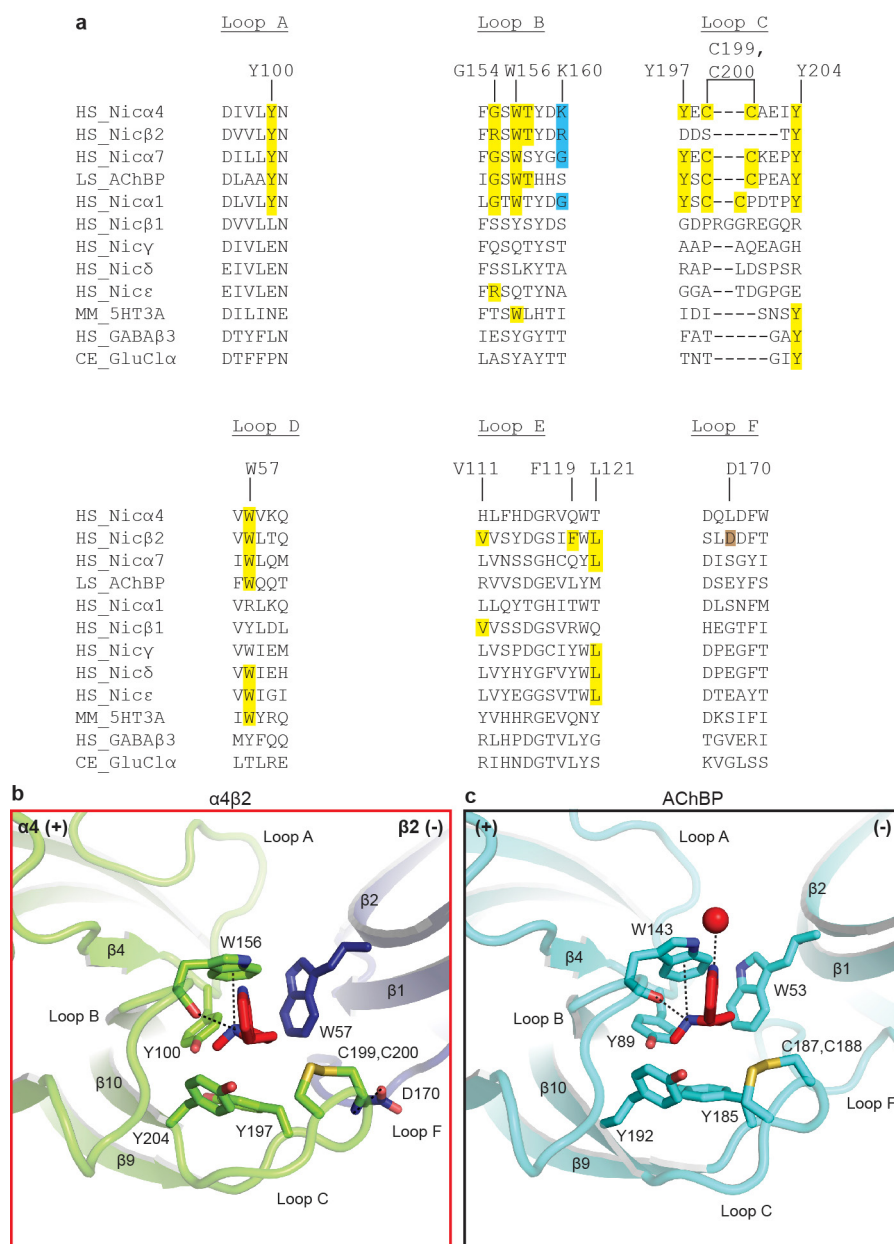 a
Loop A Loop B Loop C
C199,
Y100 G154 W156 K160 Y197 C200 Y204
HS_Nicα4 DIVLYN FGSWTYDK YEC---CAEIY
HS_Nicβ2 DVVLYN FRSWTYDR DDS-----TY
HS_Nicα7 DILLYN FGSWSYGG YEC---CKEPY
LS_AChBP DLAAYN IGSWTHHS YSC---CPEAY
HS_Nicα1 DLVLYN LGTWTYDG YSC--CPDTPY
HS_Nicβ1 DVVLLN FSSYSYDS GDPRGGREGQR
HS_Nicγ DIVLEN FQSQTYST AAP--AQEAGH
HS_Nicδ EIVLEN FSSLKYTA RAP--LDSPSR
HS_Nicε EIVLEN FRSQTYNA GGA--TDGPGE
MM_5HT3A DILINE FTSWLHTI IDI----SNSY
HS_GABAβ3 DTYFLN IESYGYTT FAT-----GAY
CE_GluClα DTFFPN LASYAYTT TNT-----GIY
Loop D Loop E Loop F
W57 V111 F119 L121 D170
HS_Nicα4 VWVKQ HLFHDGRVQWT DQLDFW
HS_Nicβ2 VWLTQ VVSYDGSIFWL SLDDFT
HS_Nicα7 IWLQM LVNSSGHCQYL DISGYI
LS_AChBP FWQQT RVVSDGEVLYM DSEYFS
HS_Nicα1 VRLKQ LLQYTGHITWT DLSNFM
HS_Nicβ1 VYLDL VVSSDGSVRWQ HEGTFI
HS_Nicγ VWIEM LVSPDGCIYWL DPEGFT
HS_Nicδ VWIEH LVYHYGFVYWL DPEGFT
HS_Nicε VWIGI LVYEGGSVTWL DTEAYT
MM_5HT3A IWYRQ YVHHRGEVQNY DKSIFI
HS_GABAβ3 MYFQQ RLHPDGTVLYG TGVERI
CE_GluClα LTLRE RIHNDGTVLYS KVGLSS
b α4β2
α4 (+) β2 (-)
Loop A
β2
W156
β4
β1
Loop B
W57
Y100
C199,C200
β10
D170
Y204 Y197
Loop F
β9
Loop C
c AChBP
(+) (-)
Loop A
β2
W143
β4
β1
W53
Loop B
Y89
C187,C188
β10
Y185
Loop F
Y192
β9
Loop C